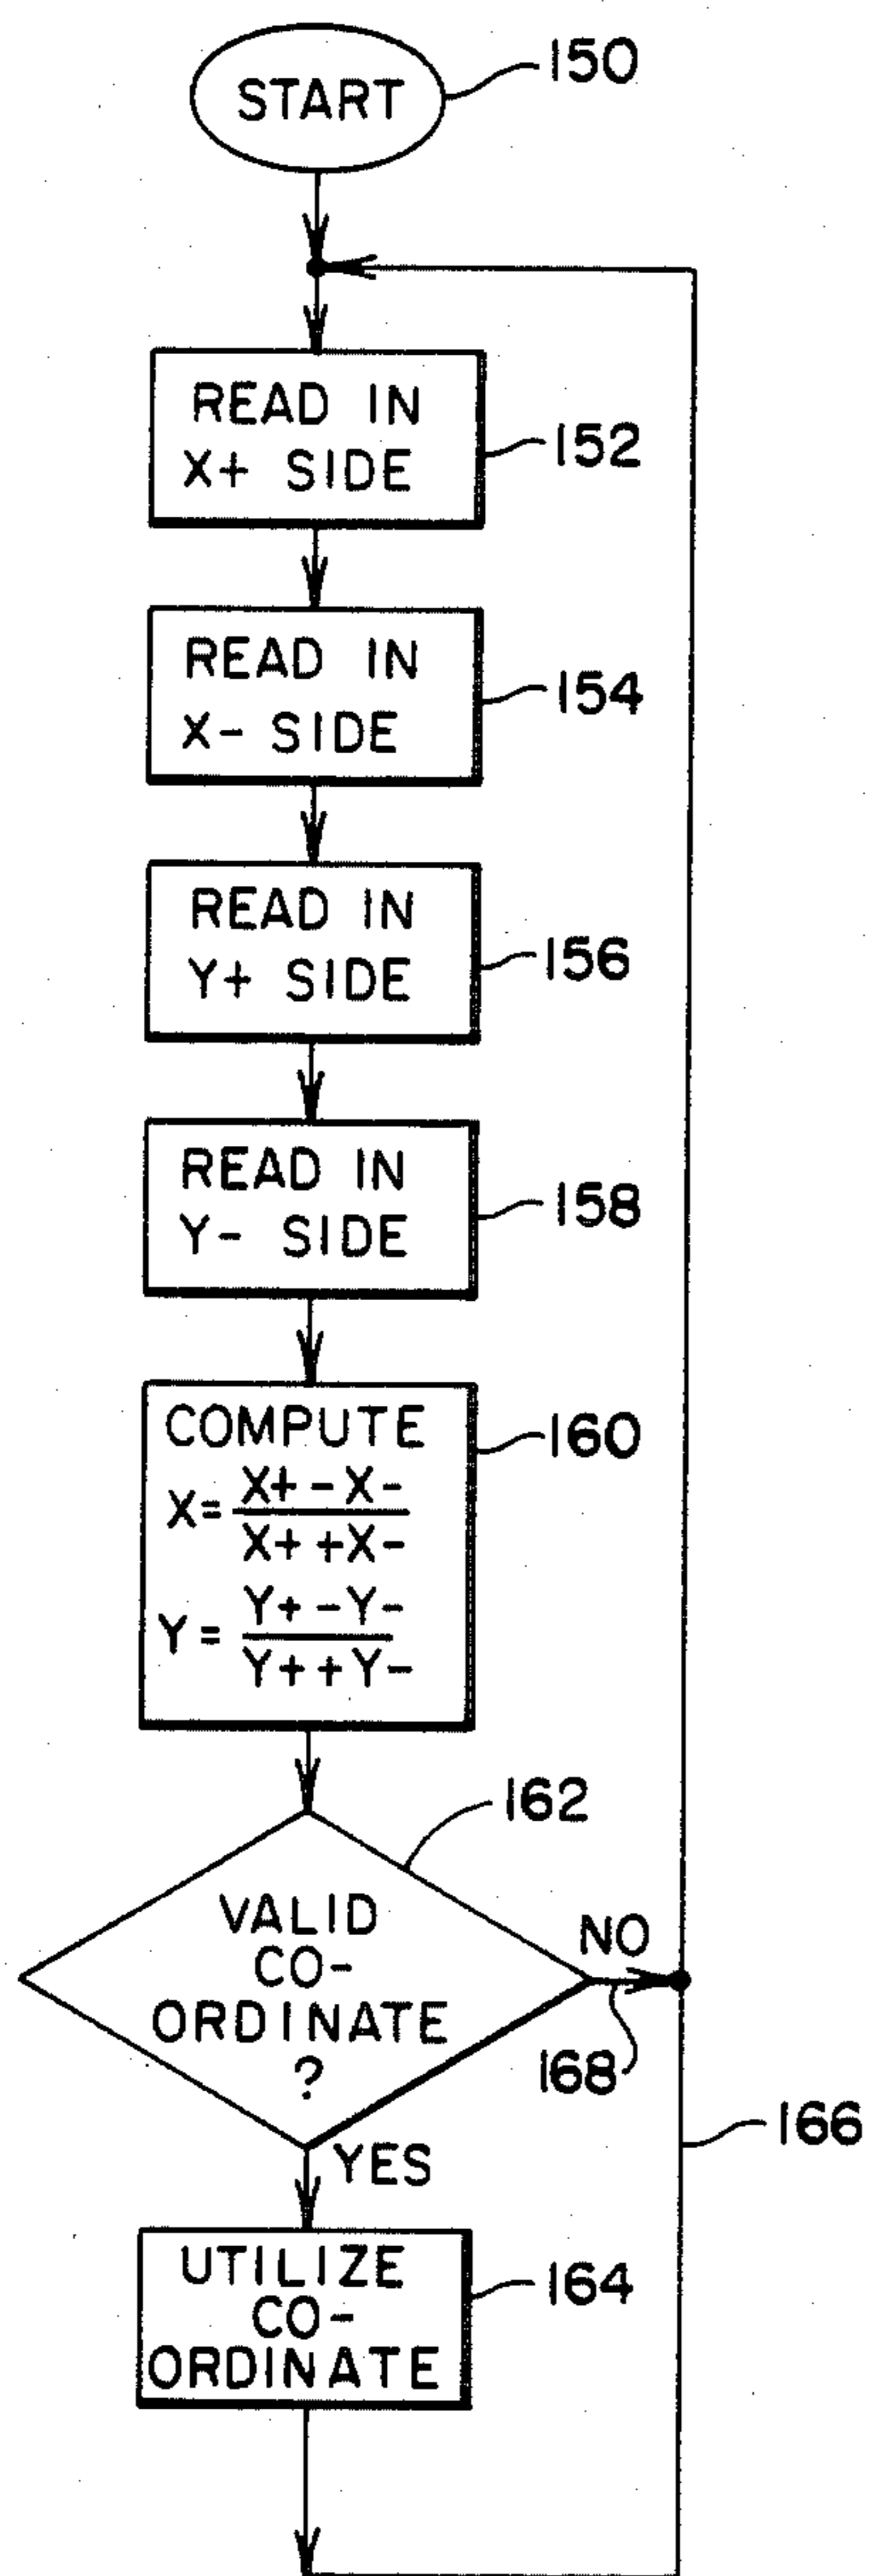 START
150
READ IN
X+ SIDE
152
READ IN
X- SIDE
154
READ IN
Y+ SIDE
156
READ IN
Y- SIDE
158
COMPUTE
160
X= X+ - X-
X+ +X-
Y= Y+ -Y-
Y+ +Y-
162
VALID
CO-
ORDINATE
?
NO
168
166
YES
UTILIZE
CO-
ORDINATE
164